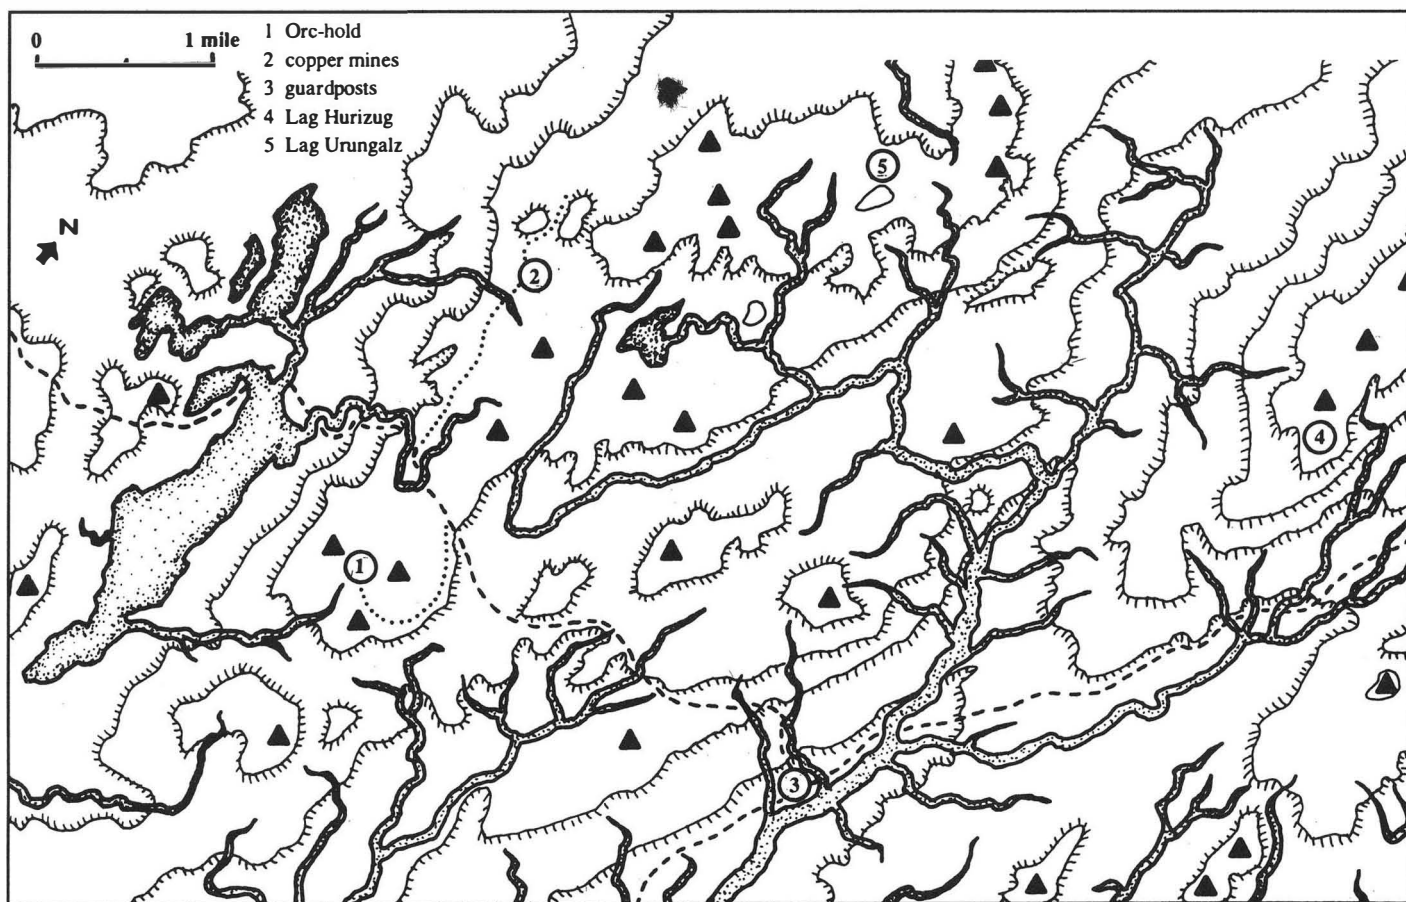 0 1 mile
1 Orc-hold
2 copper mines
3 guardposts
4 Lag Hurizug
5 Lag Urungalz
N
5
2
4
1
3